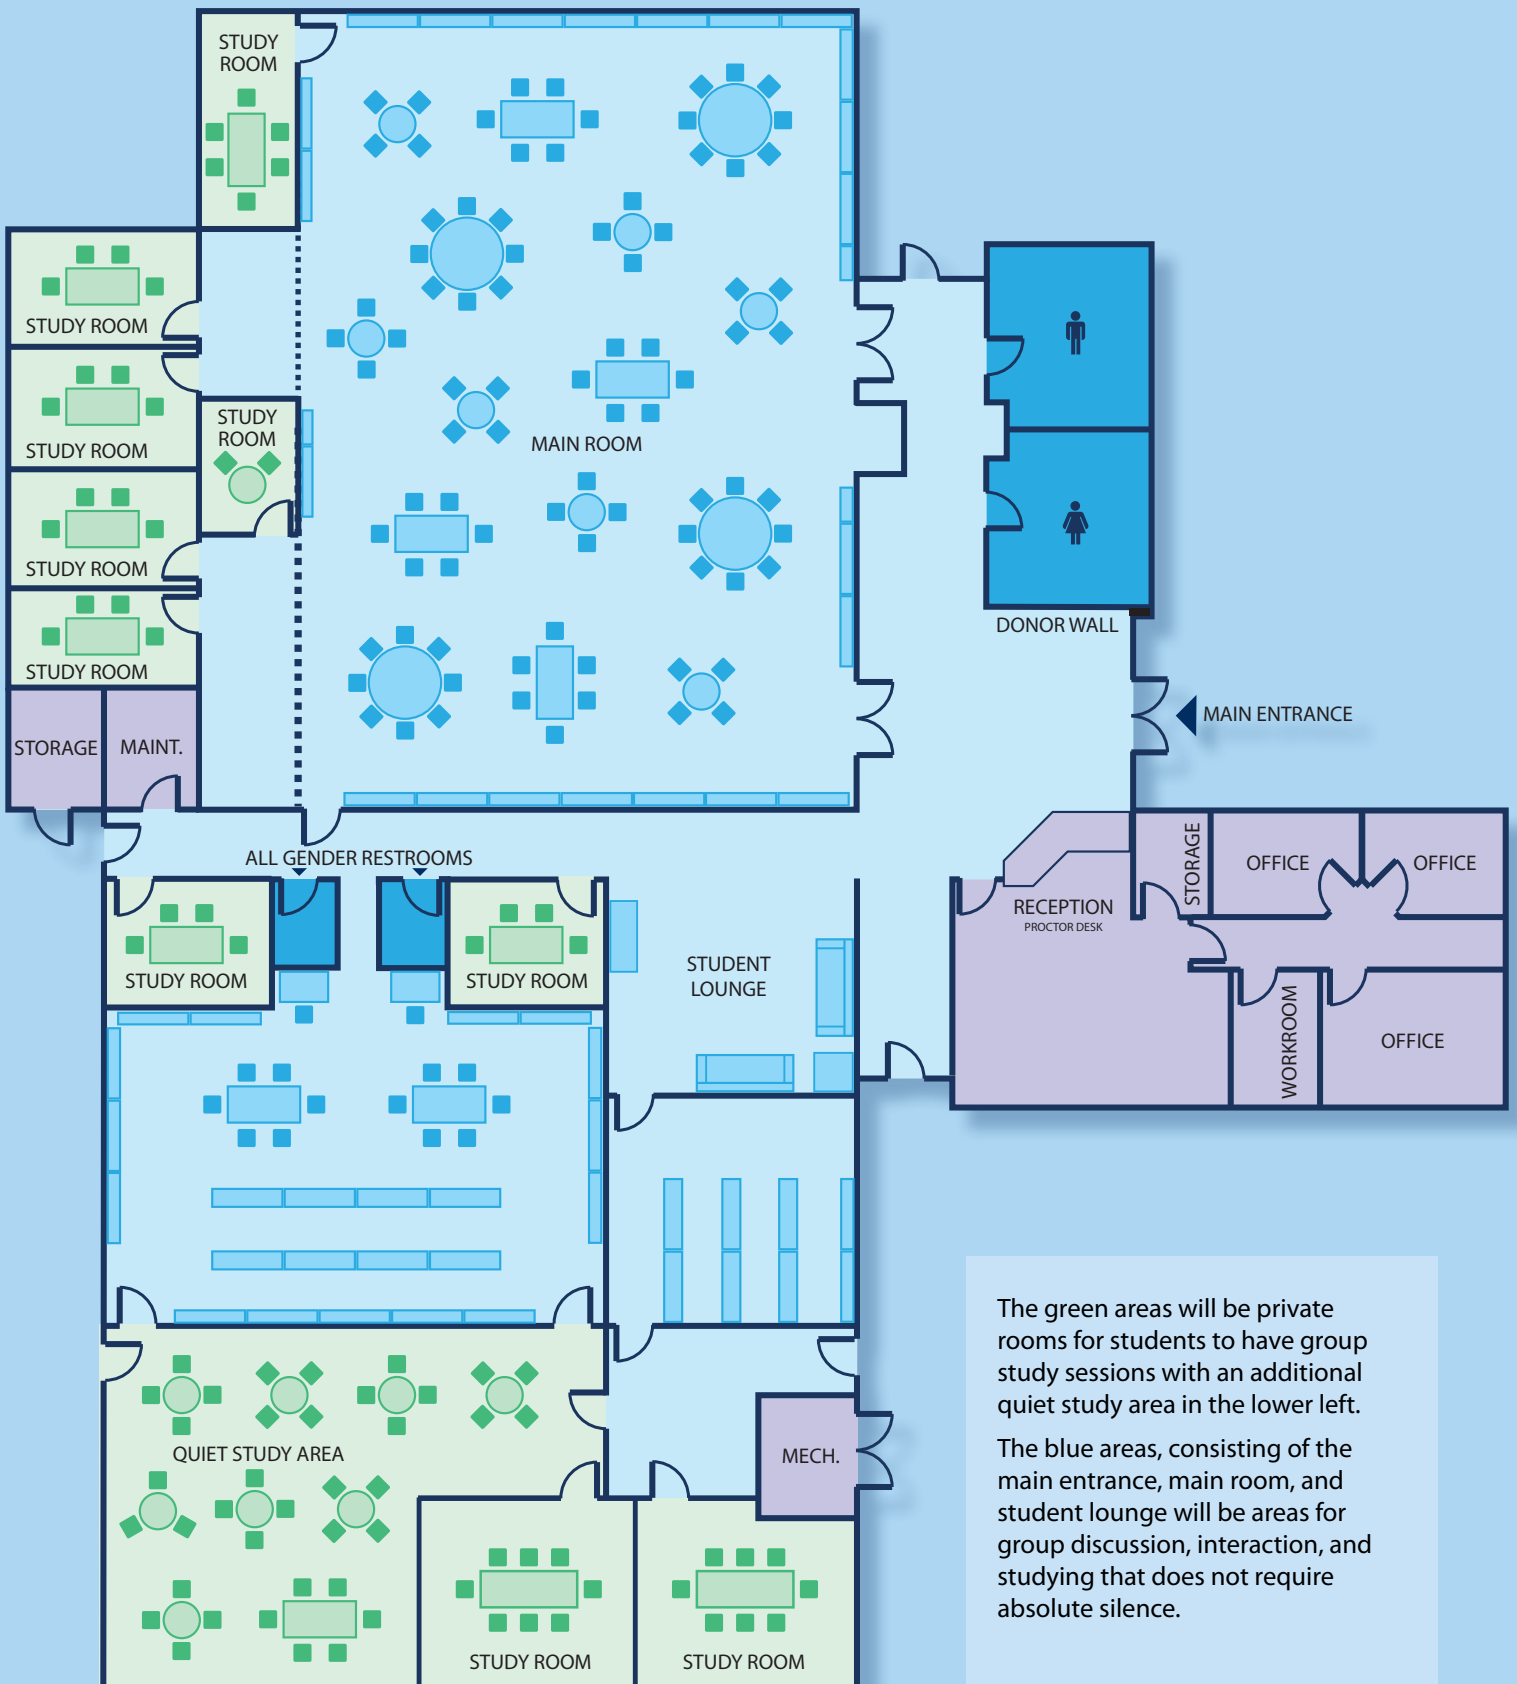 STUDY
ROOM
STUDY ROOM
STUDY ROOM
STUDY
ROOM
MAIN ROOM
STUDY ROOM
STUDY ROOM
DONOR WALL
MAIN ENTRANCE
STORAGE
MAINT.
ALL GENDER RESTROOMS
STORAGE
OFFICE
OFFICE
RECEPTION
PROCTOR DESK
STUDY ROOM
STUDY ROOM
STUDENT
LOUNGE
WORKROOM
OFFICE
QUIET STUDY AREA
MECH.
STUDY ROOM
STUDY ROOM
The green areas will be private
rooms for students to have group
study sessions with an additional
quiet study area in the lower left.
The blue areas, consisting of the
main entrance, main room, and
student lounge will be areas for
group discussion, interaction, and
studying that does not require
absolute silence.